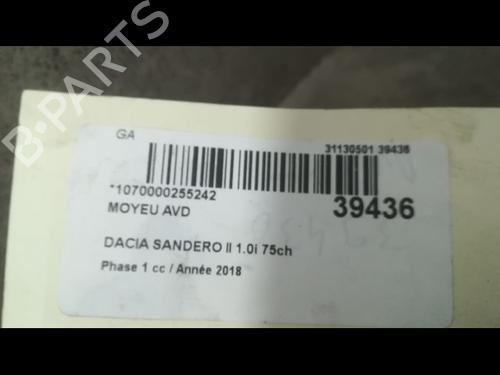 GA
31130501 39436
*1070000255242
MOYEU AVD
39436
DACIA SANDERO II 1.0i 75ch
Phase 1 cc / Année 2018
B-PARTS